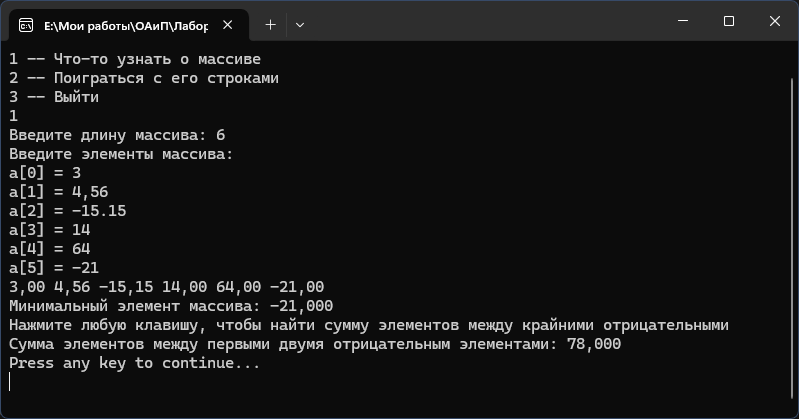 E:\Мои работы\ОАиП\Лабор
1 -- Что-то узнать о массиве
2 -- Поиграться с его строками
3 -- Выйти
1
Введите длину массива: 6
Введите элементы массива:
a[0] = 3
a[1] = 4,56
a[2] = -15.15
a[3] = 14
a[4] = 64
a[5] = -21
3,00 4,56 -15,15 14,00 64,00 -21,00
Минимальный элемент массива: -21,000
Нажмите любую клавишу, чтобы найти сумму элементов между крайними отрицательными
Сумма элементов между первыми двумя отрицательным элементами: 78,000
Press any key to continue...